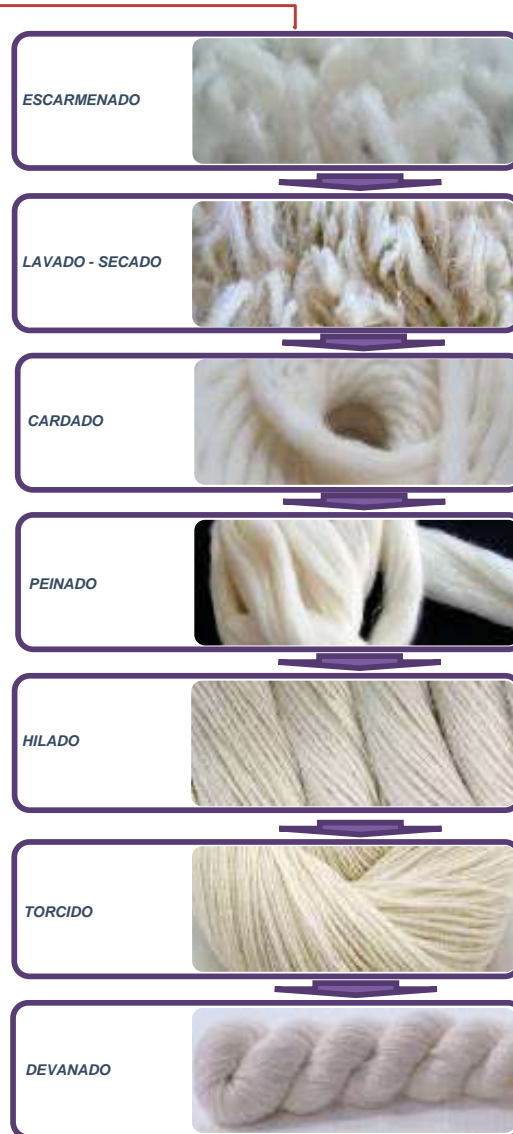 ESCARMENADO
LAVADO - SECADO
CARDADO
PEINADO
HILADO
TORCIDO
DEVANADO